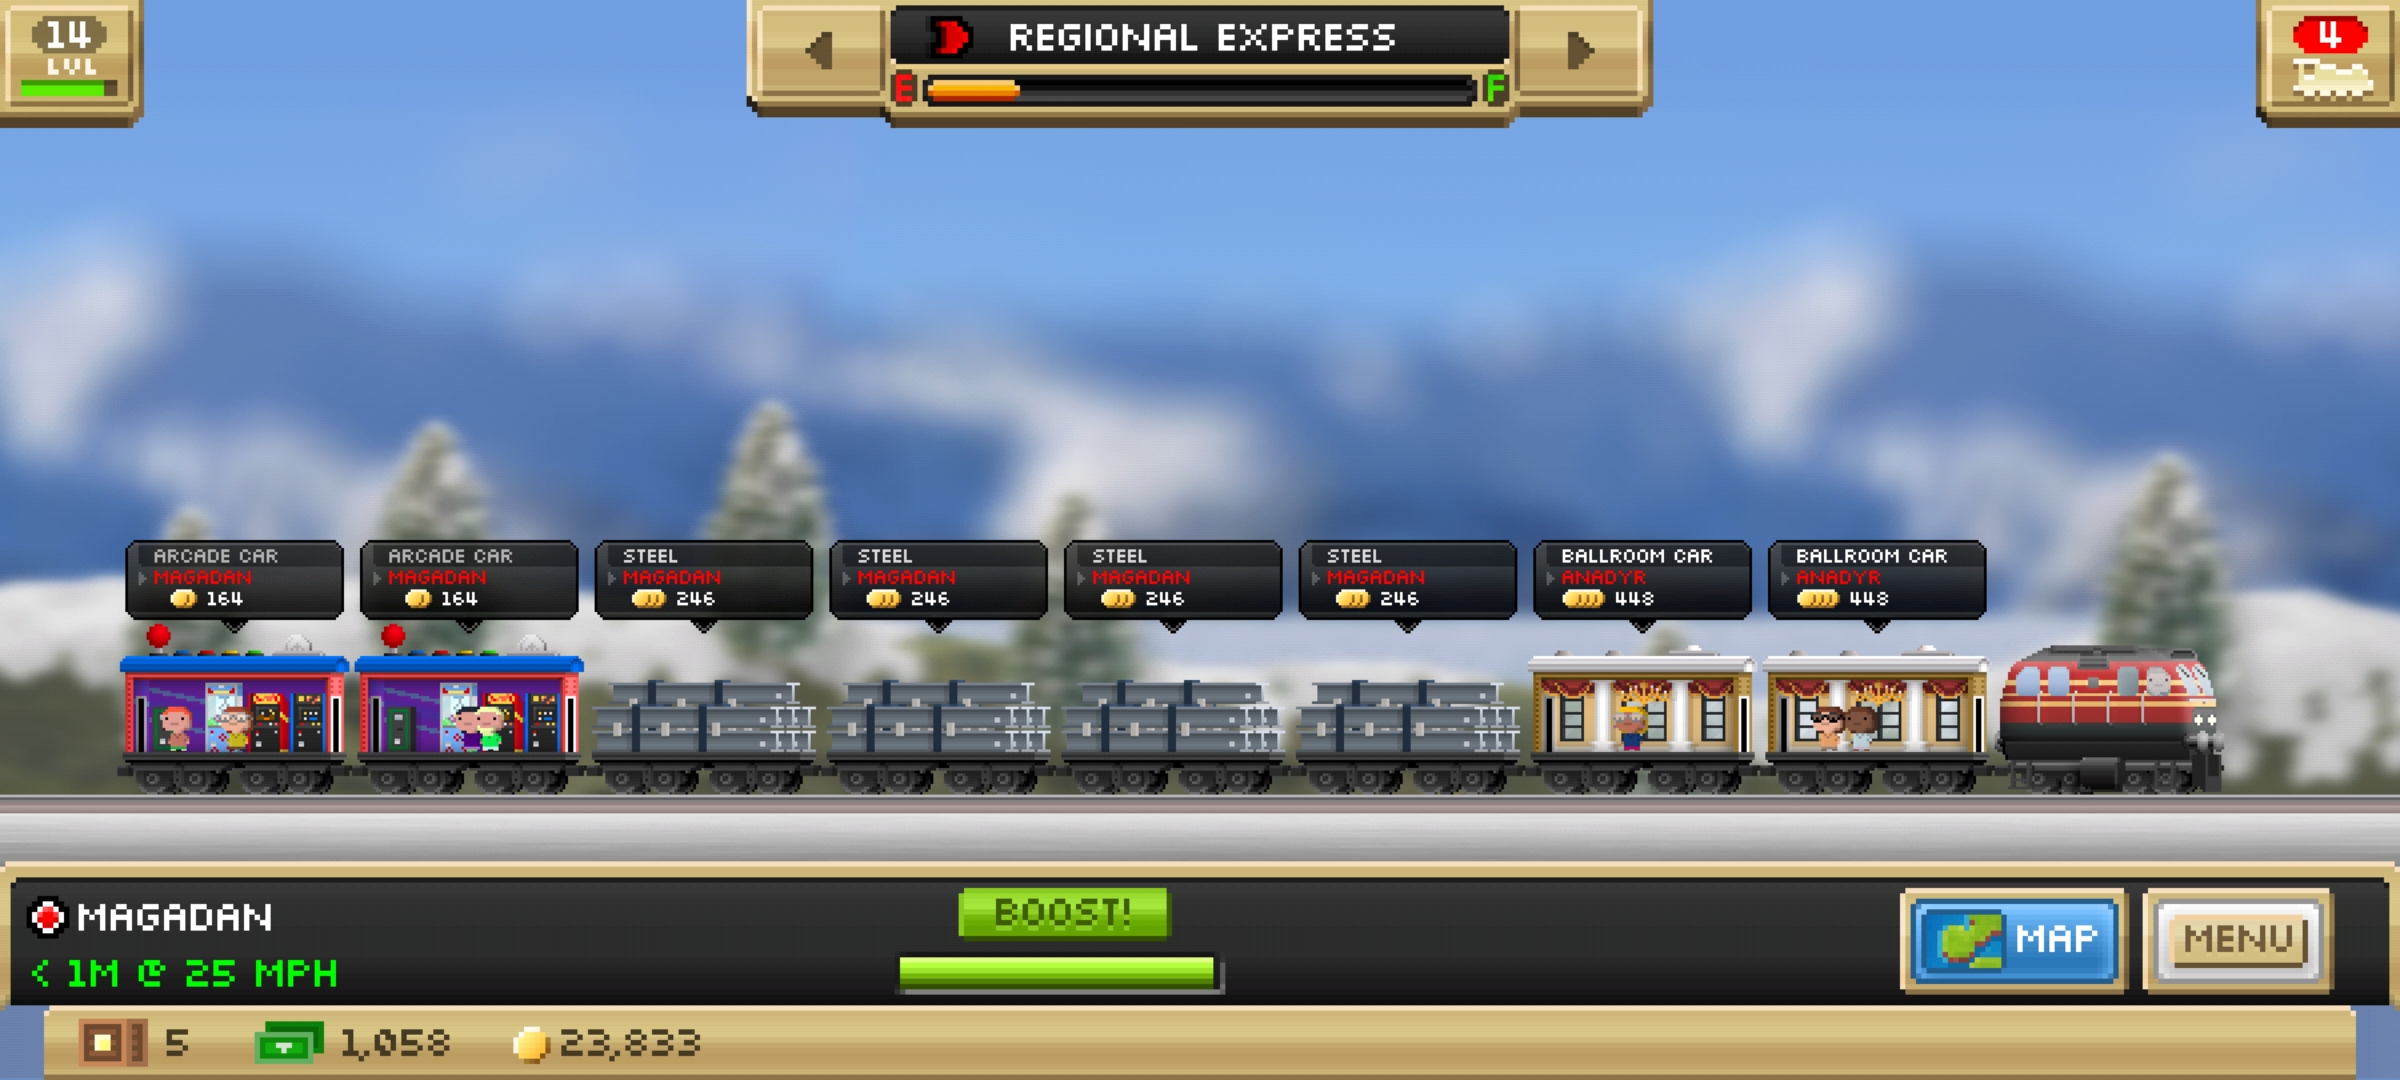 14
LVL
REGIONAL EXPRESS
E F
4
ARCADE CAR
MAGADAN
164
ARCADE CAR
MAGADAN
164
STEEL
MAGADAN
246
STEEL
MAGADAN
246
STEEL
MAGADAN
246
STEEL
MAGADAN
246
BALLROOM CAR
ANADYR
448
BALLROOM CAR
ANADYR
448
MAGADAN
< 1M @ 25 MPH
BOOST!
MAP
MENU
5 1,058 23,833